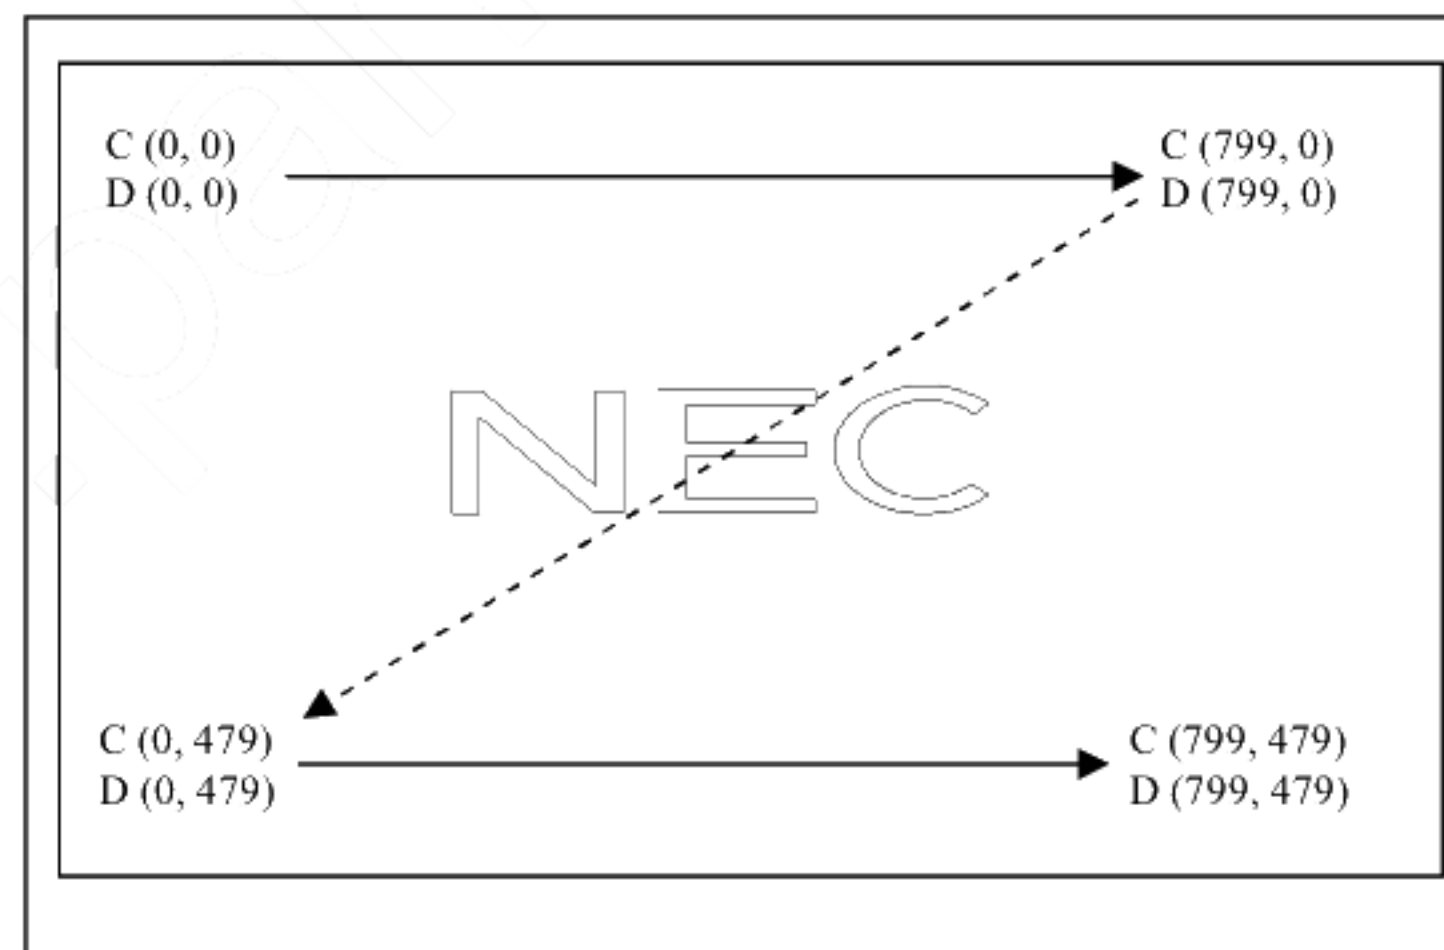 C (0, 0)
D (0, 0)
C (799, 0)
D (799, 0)
NEC
C (0, 479)
D (0, 479)
C (799, 479)
D (799, 479)